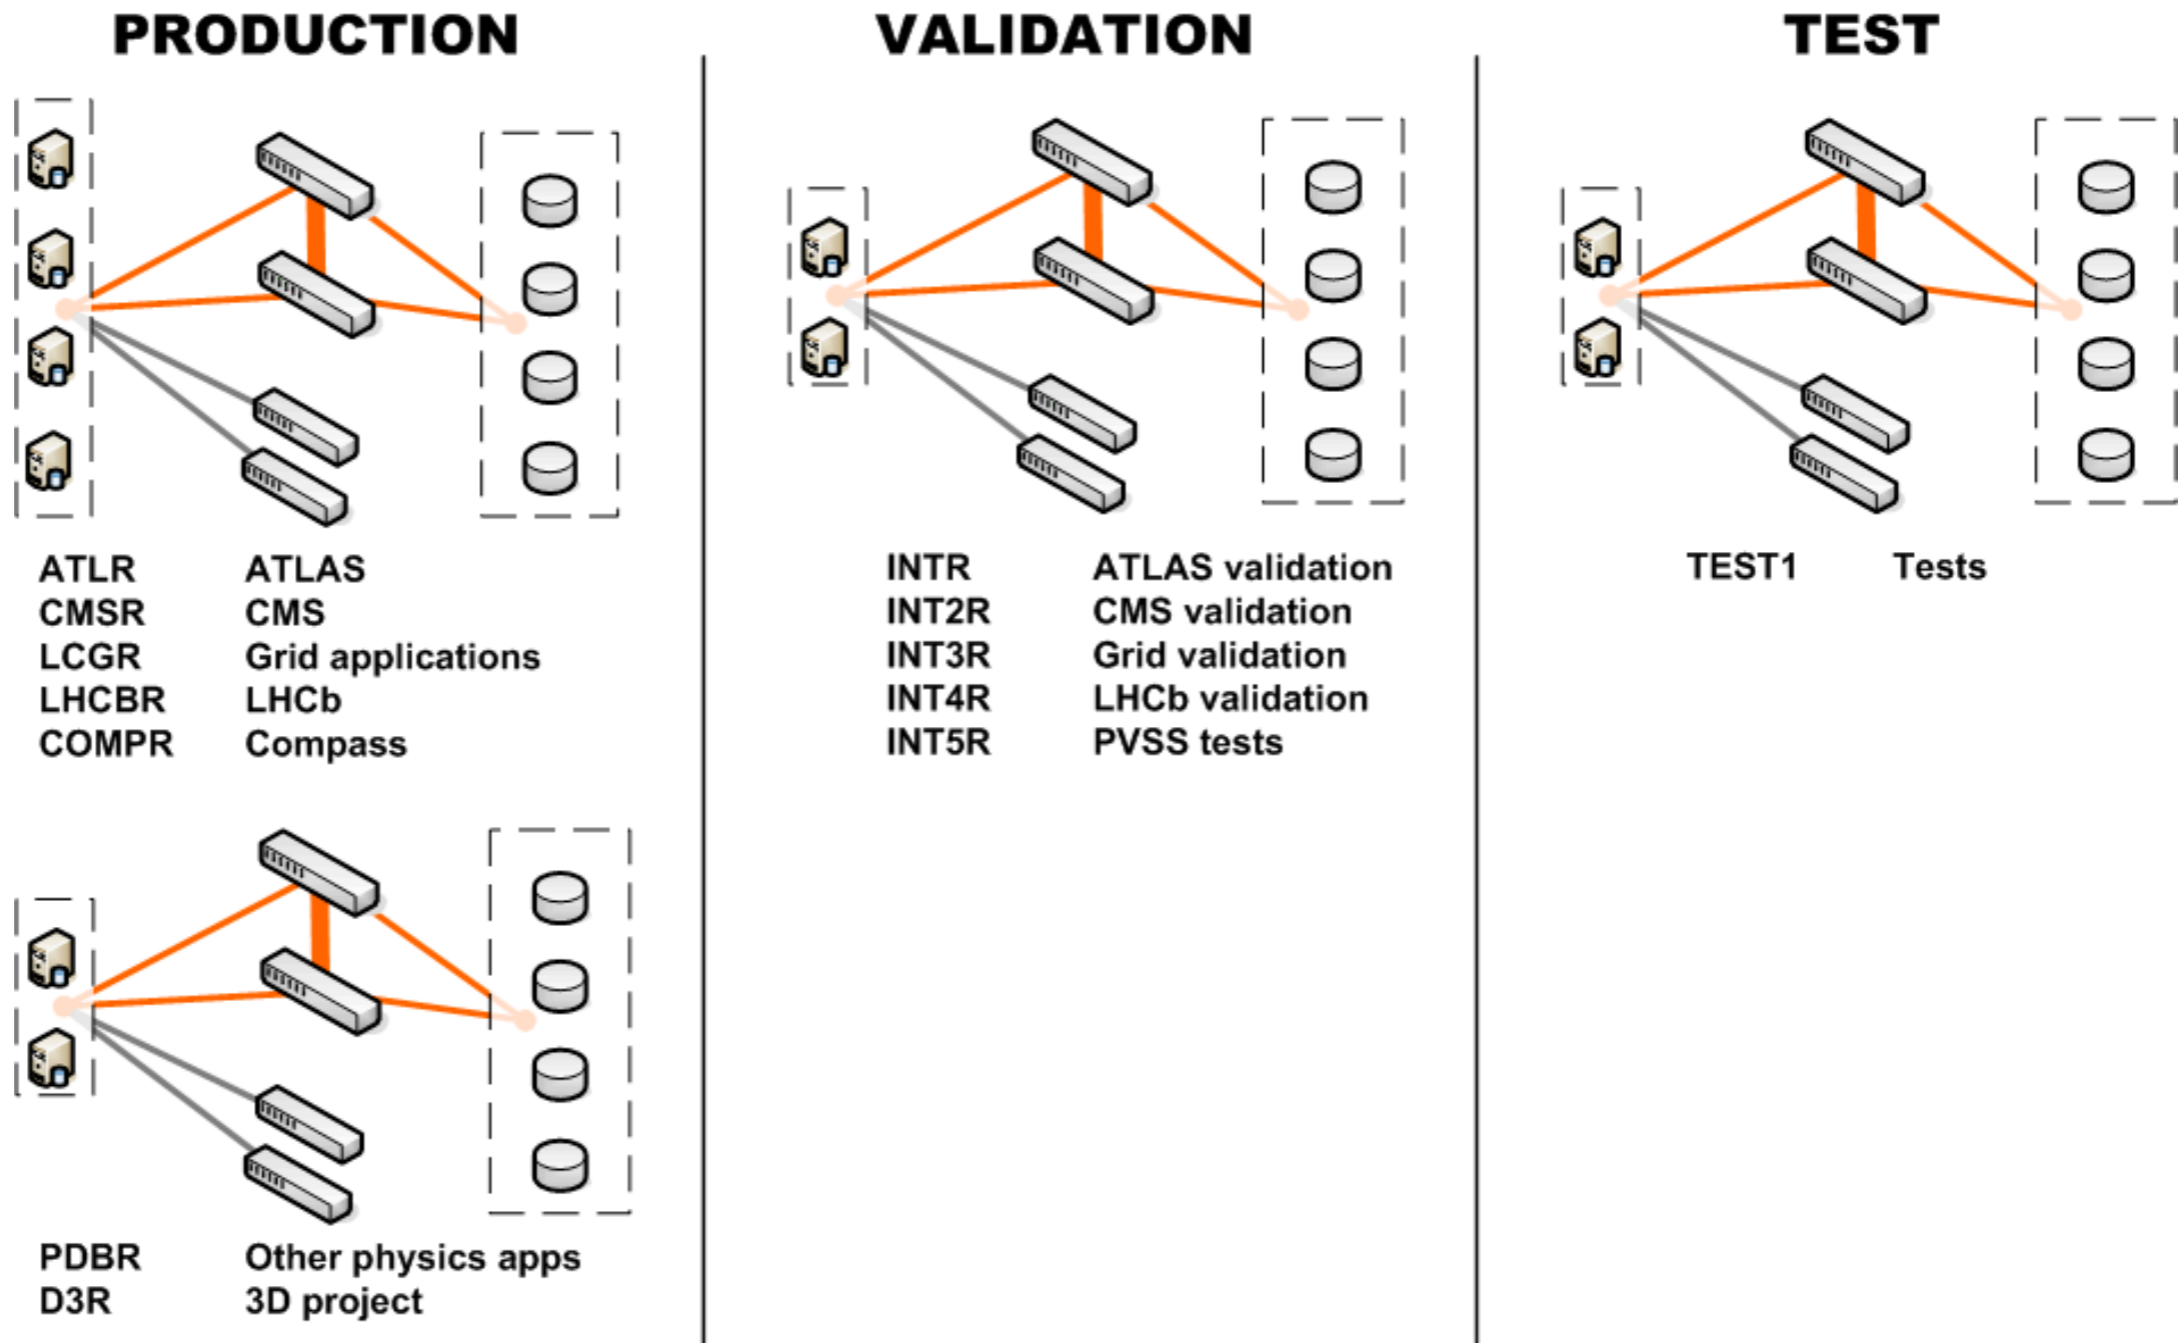 PRODUCTION
ATLR ATLAS
CMSR CMS
LCGR Grid applications
LHCBR LHCb
COMPR Compass
PDBR Other physics apps
D3R 3D project
VALIDATION
INTR ATLAS validation
INT2R CMS validation
INT3R Grid validation
INT4R LHCb validation
INT5R PVSS tests
TEST
TEST1 Tests